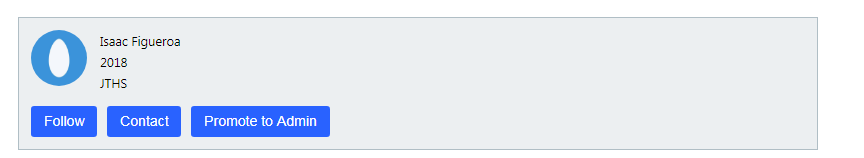 Isaac Figueroa
2018
JTHS
Follow Contact Promote to Admin